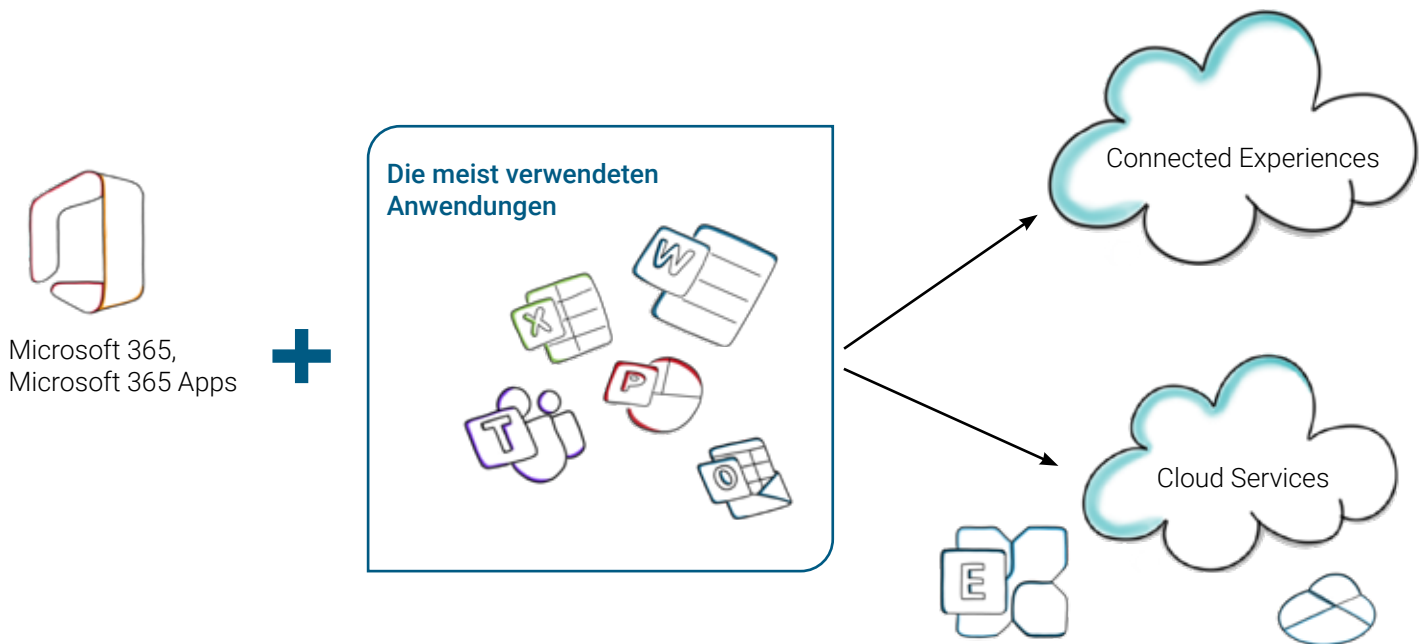 Microsoft 365,
Microsoft 365 Apps
Die meist verwendeten
Anwendungen
W
X
P
T
O
Connected Experiences
Cloud Services
E